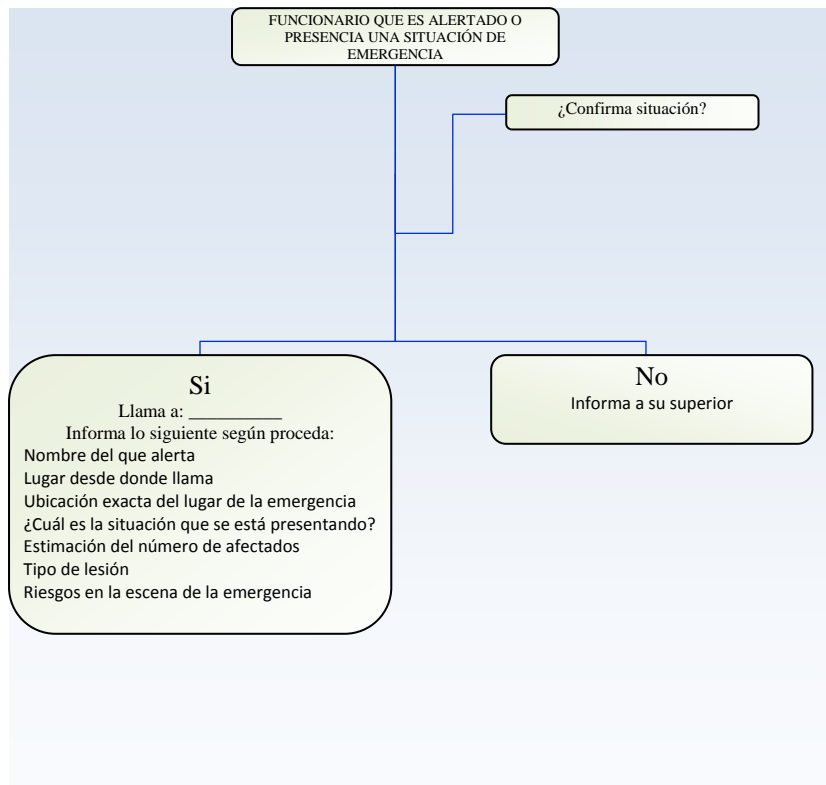 FUNCIONARIO QUE ES ALERTADO O
PRESENCIA UNA SITUACIÓN DE
EMERGENCIA
¿Confirma situación?
Si
Llama a: __________
Informa lo siguiente según proceda:
Nombre del que alerta
Lugar desde donde llama
Ubicación exacta del lugar de la emergencia
¿Cuál es la situación que se está presentando?
Estimación del número de afectados
Tipo de lesión
Riesgos en la escena de la emergencia
No
Informa a su superior